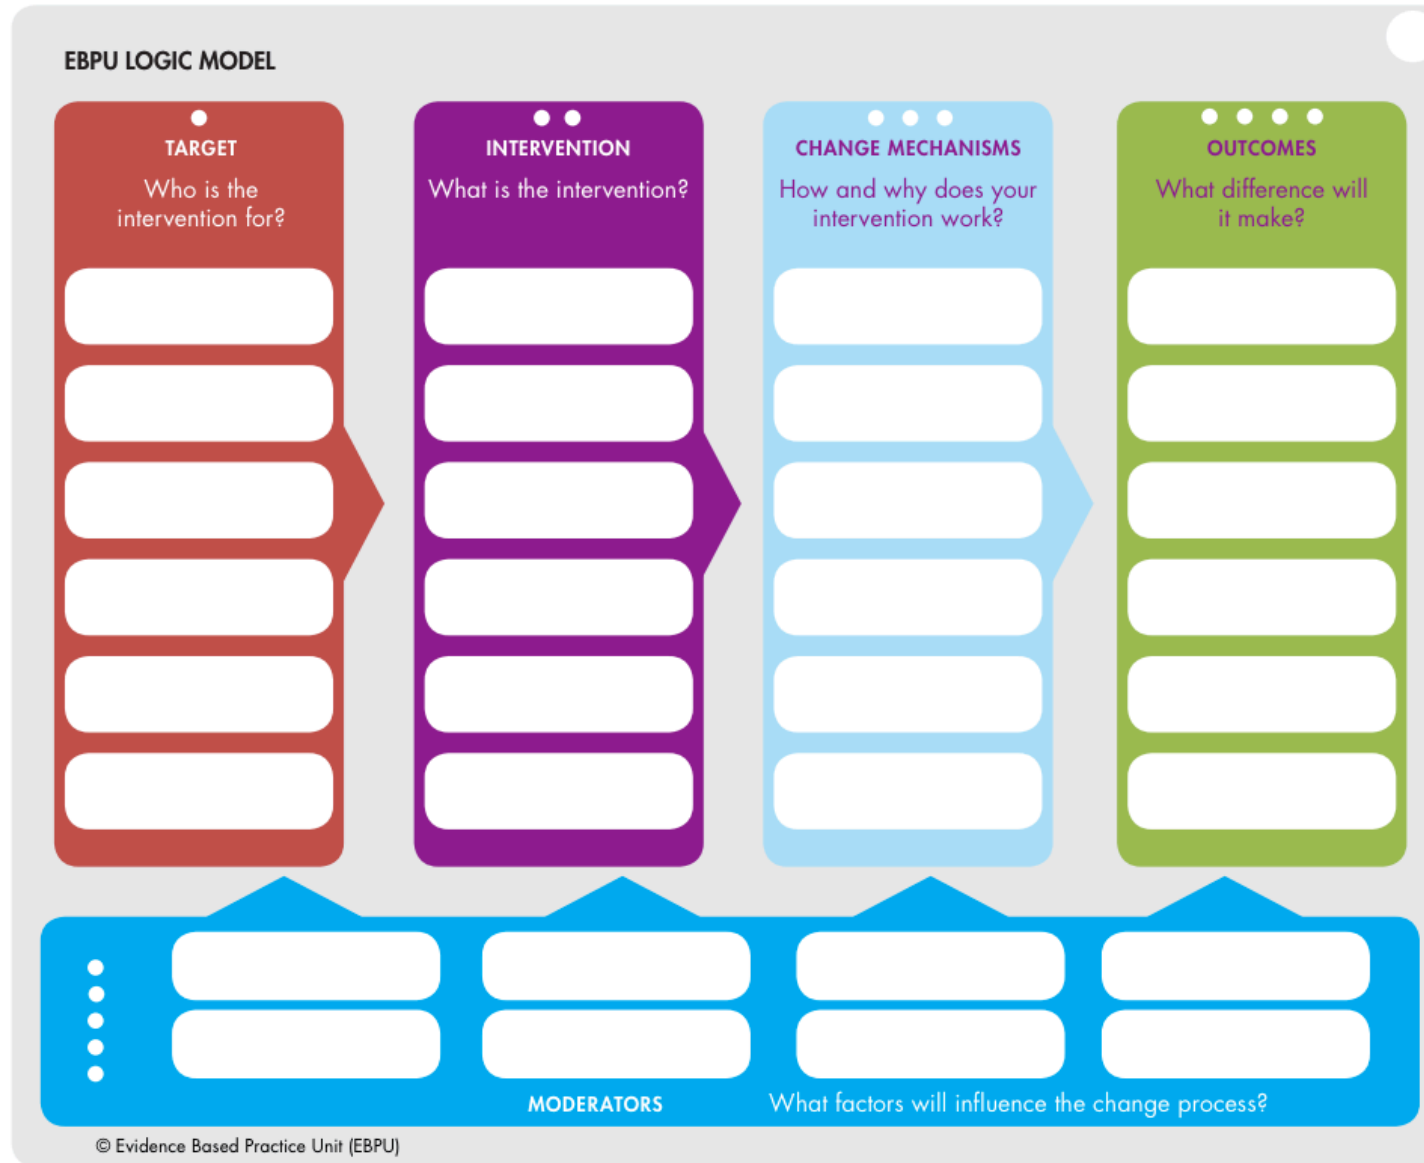 EBPU LOGIC MODEL
TARGET
Who is the
intervention for?
INTERVENTION
What is the intervention?
CHANGE MECHANISMS
How and why does your
intervention work?
OUTCOMES
What difference will
it make?
MODERATORS
What factors will influence the change process?
© Evidence Based Practice Unit (EBPU)